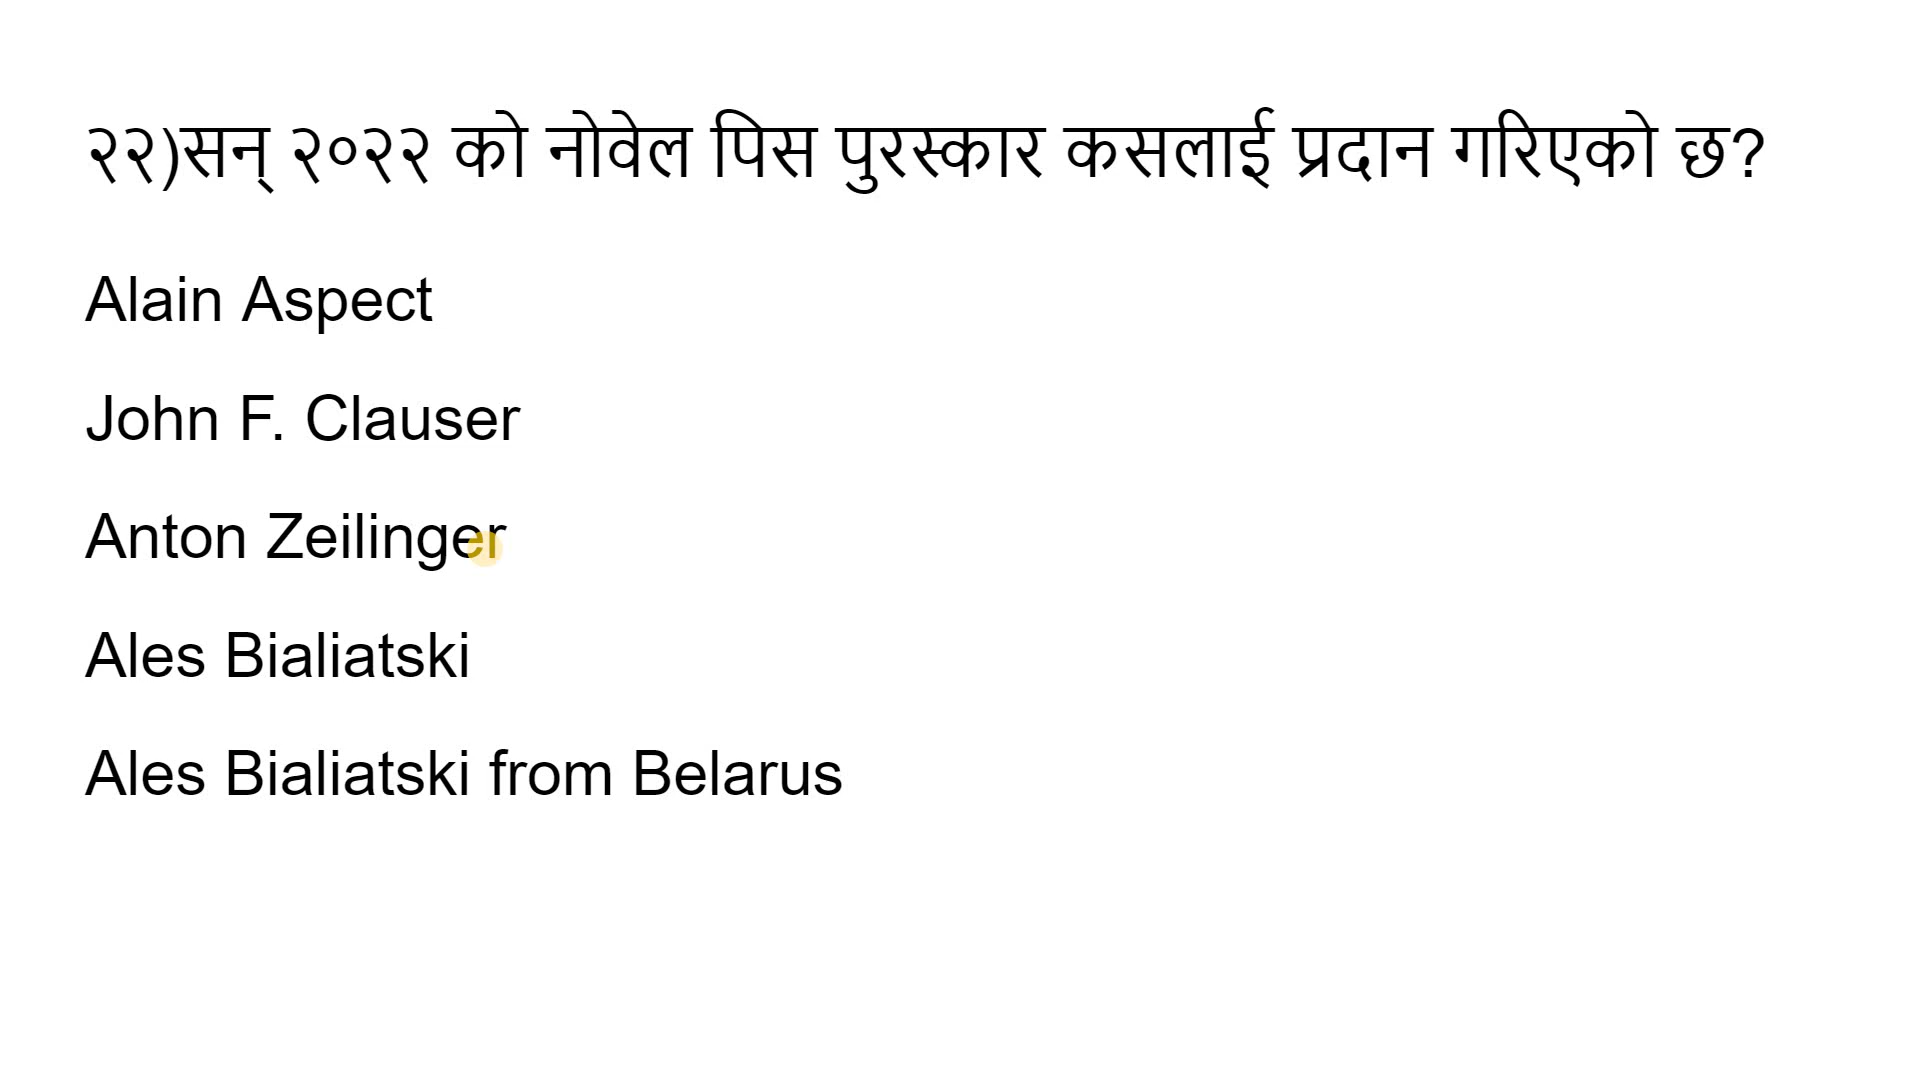 २२)सन् २०२२ को नोवेल पिस पुरस्कार कसलाई प्रदान गरिएको छ?
Alain Aspect
John F. Clauser
Anton Zeilinger
Ales Bialiatski
Ales Bialiatski from Belarus